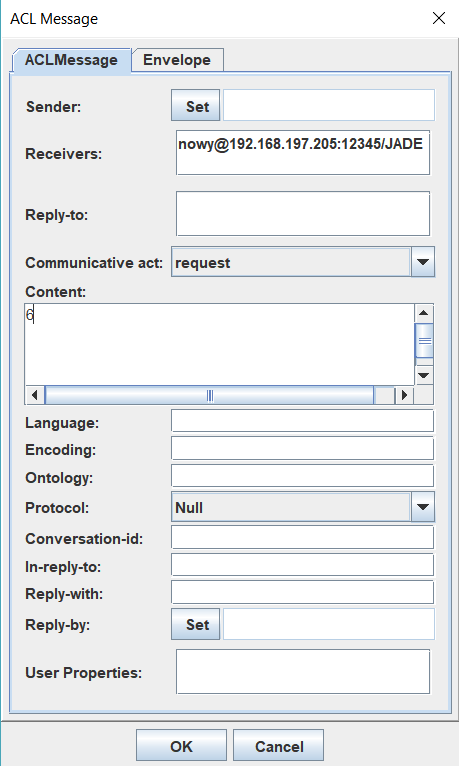 ACL Message
ACLMessage Envelope
Sender: Set
Receivers: nowy@192.168.197.205:12345/JADE
Reply-to:
Communicative act: request
Content:
6
Language:
Encoding:
Ontology:
Protocol: Null
Conversation-id:
In-reply-to:
Reply-with:
Reply-by: Set
User Properties:
OK Cancel